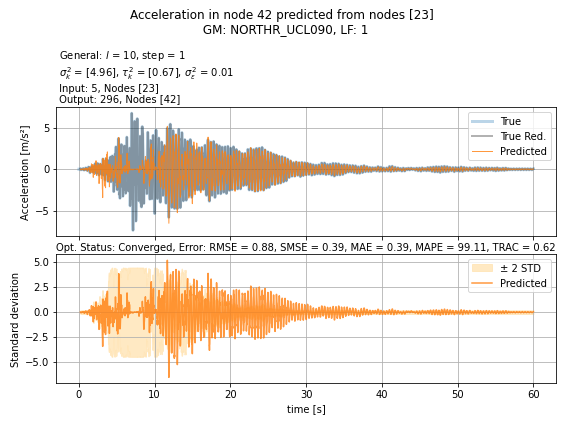 Acceleration in node 42 predicted from nodes [23]
GM: NORTHR_UCL090, LF: 1
General: l = 10, step = 1
σ²ₖ = [4.96], τ²ₖ = [0.67], σ²ε = 0.01
Input: 5, Nodes [23]
Output: 296, Nodes [42]
Acceleration [m/s²]
5
0
−5
True
True Red.
Predicted
Opt. Status: Converged, Error: RMSE = 0.88, SMSE = 0.39, MAE = 0.39, MAPE = 99.11, TRAC = 0.62
Standard deviation
5.0
2.5
0.0
−2.5
−5.0
± 2 STD
Predicted
0 10 20 30 40 50 60
time [s]